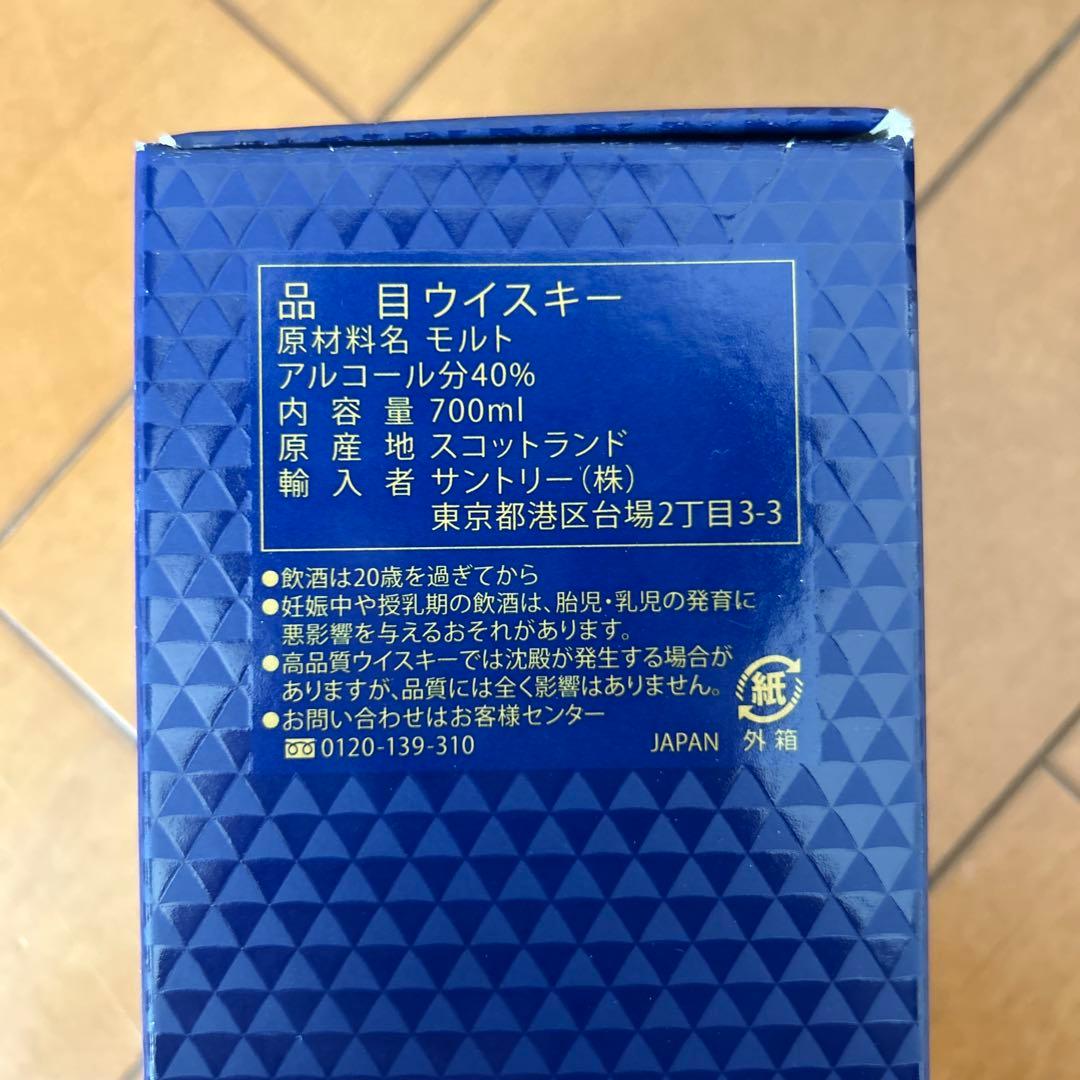 品 目 ウイスキー
原材料名 モルト
アルコール分40%
内容量 700ml
原産地 スコットランド
輸入者 サントリー(株)
東京都港区台場2丁目3-3
●飲酒は20歳を過ぎてから
●妊娠中や授乳期の飲酒は、胎児・乳児の発育に
悪影響を与えるおそれがあります。
●高品質ウイスキーでは沈殿が発生する場合が
ありますが、品質には全く影響はありません。
●お問い合わせはお客様センター
0120-139-310
JAPAN
紙
外箱